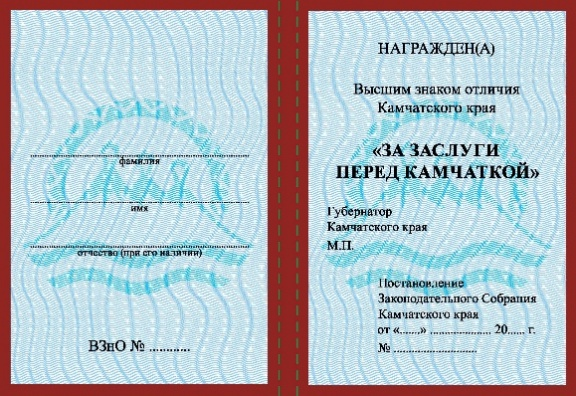 фамилия
имя
отчество (при его наличии)
ВЗнО № ...........
НАГРАЖДЕН(А)
Высшим знаком отличия
Камчатского края
«ЗА ЗАСЛУГИ
ПЕРЕД КАМЧАТКОЙ»
Губернатор
Камчатского края
М.П.
Постановление
Законодательного Собрания
Камчатского края
от «......» ................... 20...... г.
№ ..........................